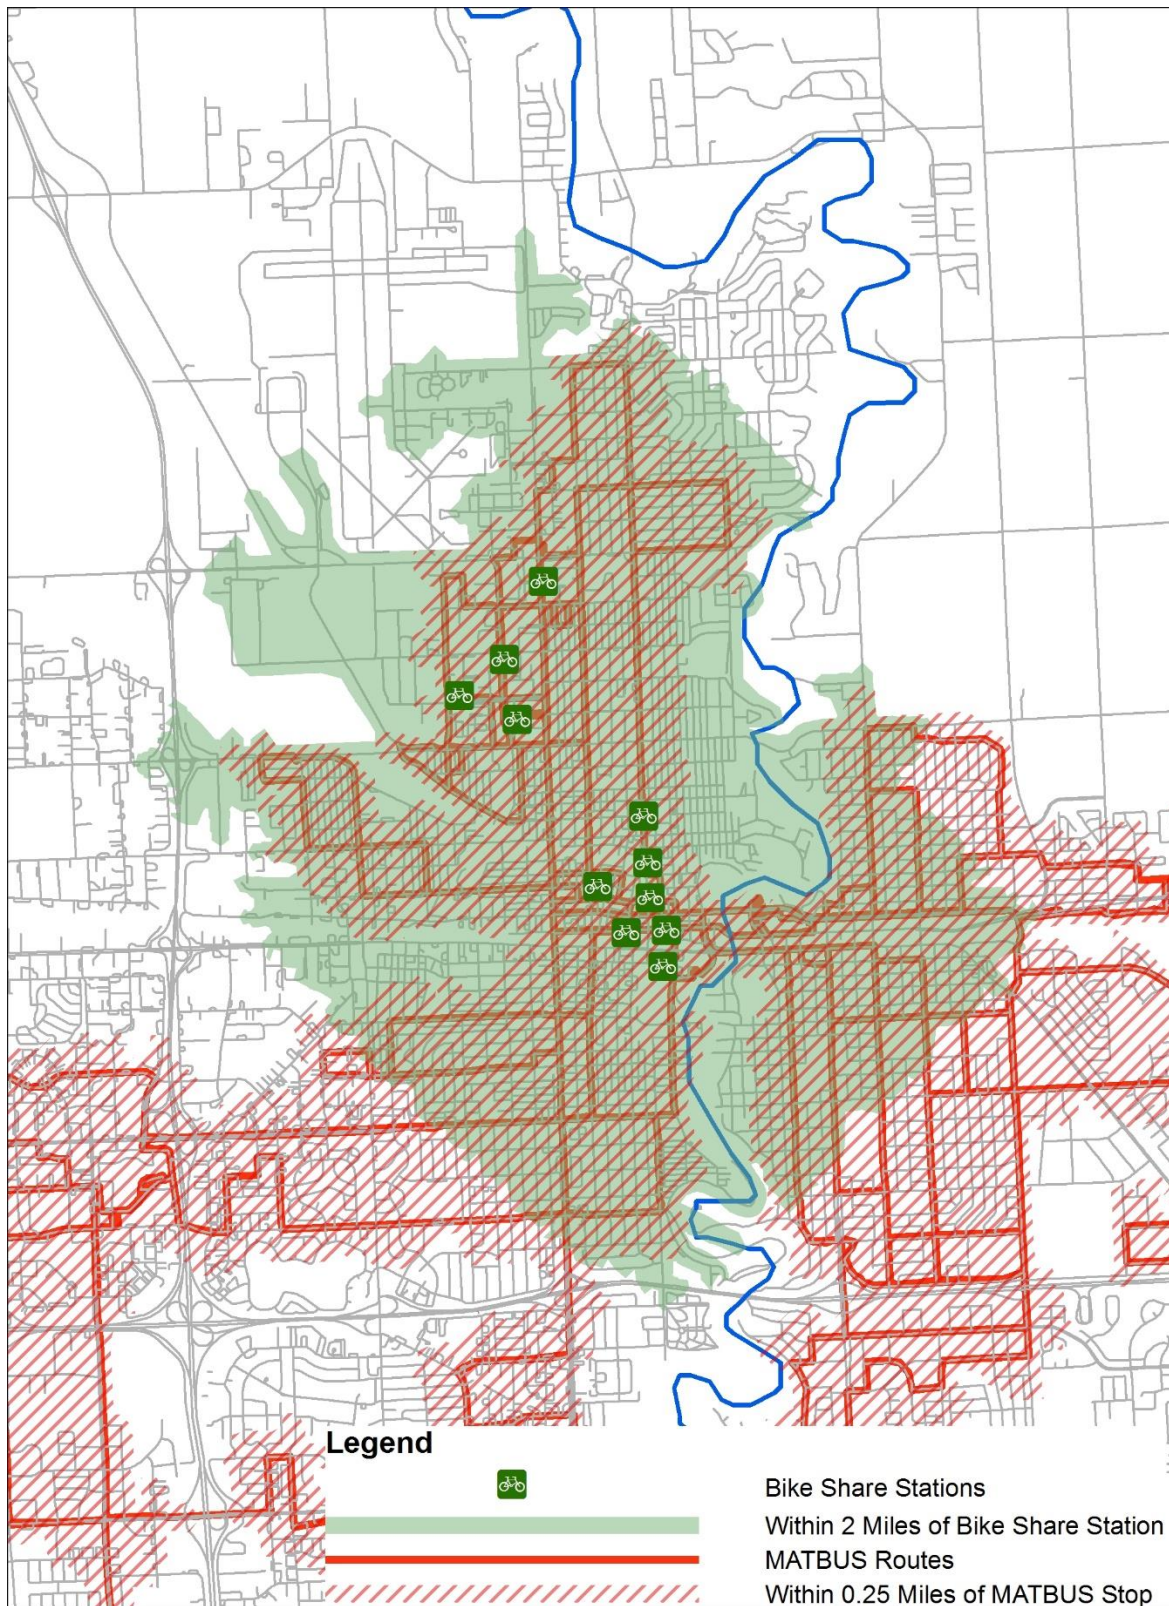 Legend
Bike Share Stations
Within 2 Miles of Bike Share Station
MATBUS Routes
Within 0.25 Miles of MATBUS Stop